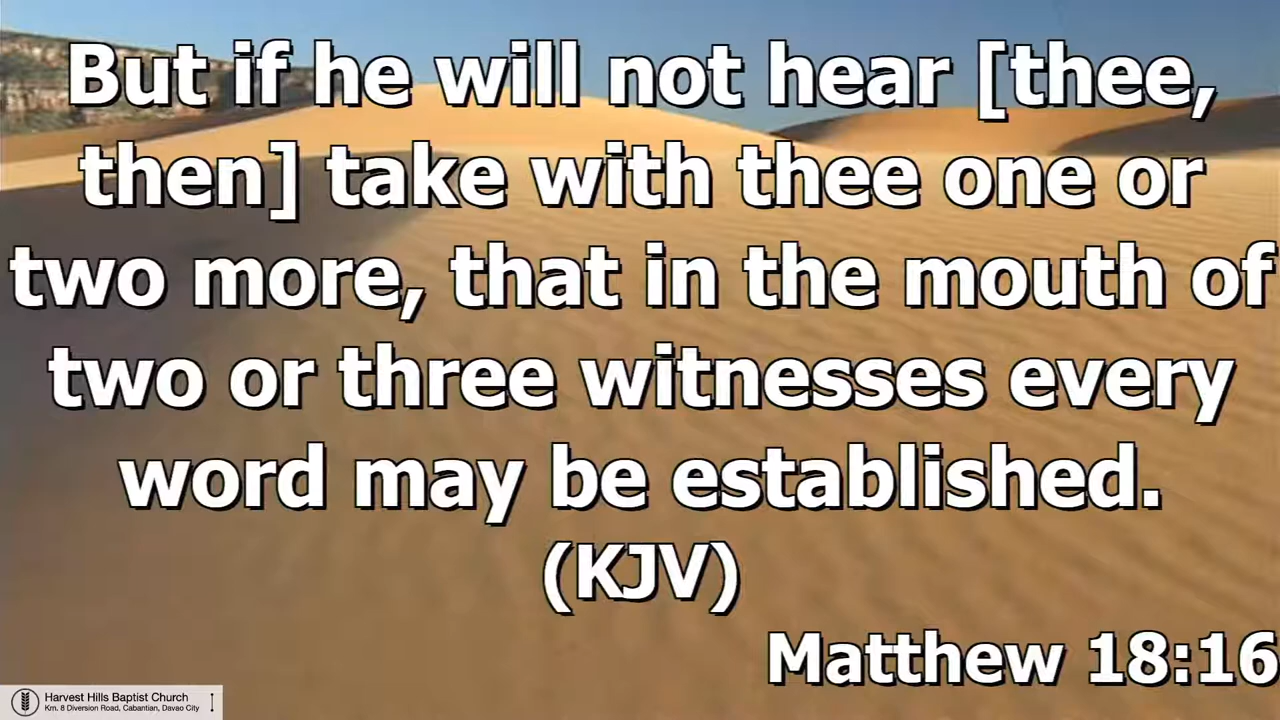 But if he will not hear [thee,
then] take with thee one or
two more, that in the mouth of
two or three witnesses every
word may be established.
(KJV)
Matthew 18:16
Harvest Hills Baptist Church
Km. 8 Diversion Road, Cabantian, Davao City